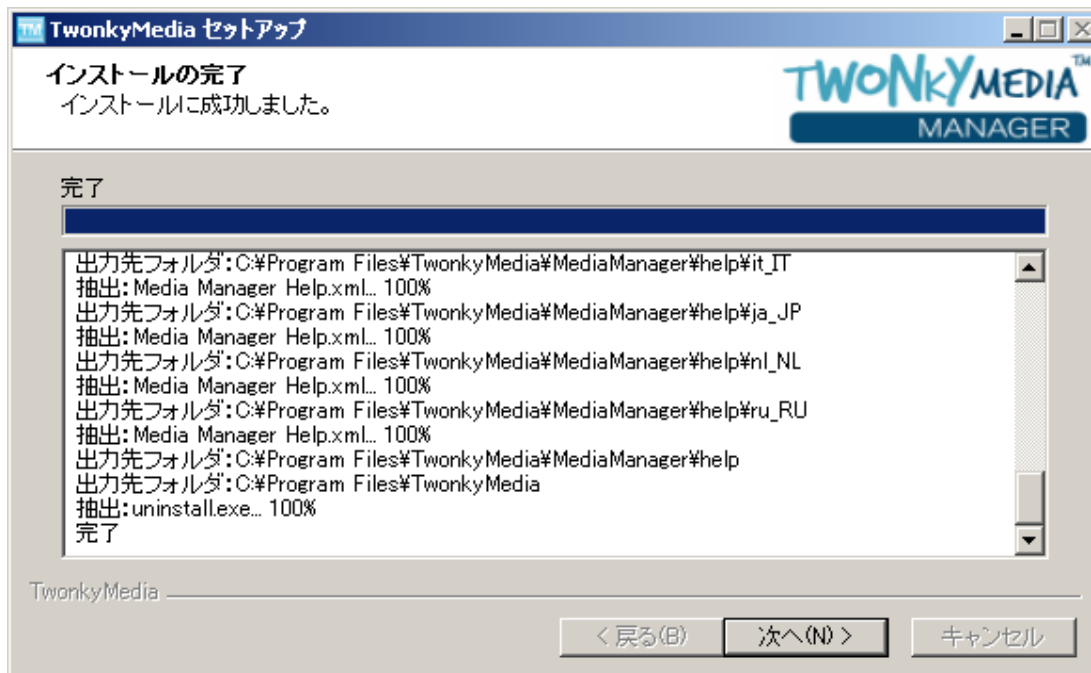 TM TwonkyMedia セットアップ
インストールの完了
インストールに成功しました。
TWONKYMEDIA™
MANAGER
完了
出力先フォルダ:C:¥Program Files¥TwonkyMedia¥MediaManager¥help¥it_IT
抽出: Media Manager Help.xml... 100%
出力先フォルダ:C:¥Program Files¥TwonkyMedia¥MediaManager¥help¥ja_JP
抽出: Media Manager Help.xml... 100%
出力先フォルダ:C:¥Program Files¥TwonkyMedia¥MediaManager¥help¥nl_NL
抽出: Media Manager Help.xml... 100%
出力先フォルダ:C:¥Program Files¥TwonkyMedia¥MediaManager¥help¥ru_RU
抽出: Media Manager Help.xml... 100%
出力先フォルダ:C:¥Program Files¥TwonkyMedia¥MediaManager¥help
出力先フォルダ:C:¥Program Files¥TwonkyMedia
抽出: uninstall.exe... 100%
完了
TwonkyMedia
< 戻る(B) 次へ(N) > キャンセル